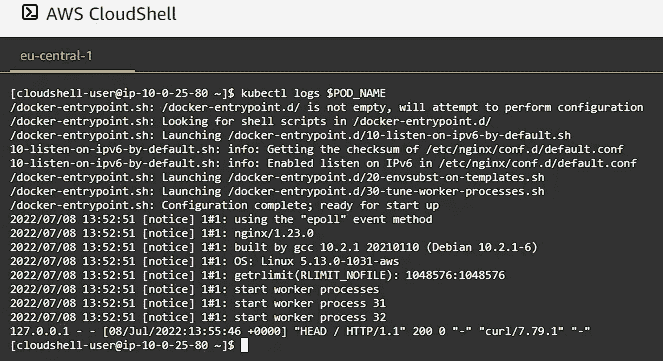 AWS CloudShell
eu-central-1
[cloudshell-user@ip-10-0-25-80 ~]$ kubectl logs $POD_NAME
/docker-entrypoint.sh: /docker-entrypoint.d/ is not empty, will attempt to perform configuration
/docker-entrypoint.sh: Looking for shell scripts in /docker-entrypoint.d/
/docker-entrypoint.sh: Launching /docker-entrypoint.d/10-listen-on-ipv6-by-default.sh
10-listen-on-ipv6-by-default.sh: info: Getting the checksum of /etc/nginx/conf.d/default.conf
10-listen-on-ipv6-by-default.sh: info: Enabled listen on IPv6 in /etc/nginx/conf.d/default.conf
/docker-entrypoint.sh: Launching /docker-entrypoint.d/20-envsubst-on-templates.sh
/docker-entrypoint.sh: Launching /docker-entrypoint.d/30-tune-worker-processes.sh
/docker-entrypoint.sh: Configuration complete; ready for start up
2022/07/08 13:52:51 [notice] 1#1: using the "epoll" event method
2022/07/08 13:52:51 [notice] 1#1: nginx/1.23.0
2022/07/08 13:52:51 [notice] 1#1: built by gcc 10.2.1 20210110 (Debian 10.2.1-6)
2022/07/08 13:52:51 [notice] 1#1: OS: Linux 5.13.0-1031-aws
2022/07/08 13:52:51 [notice] 1#1: getrlimit(RLIMIT_NOFILE): 1048576:1048576
2022/07/08 13:52:51 [notice] 1#1: start worker processes
2022/07/08 13:52:51 [notice] 1#1: start worker process 31
2022/07/08 13:52:51 [notice] 1#1: start worker process 32
127.0.0.1 - - [08/Jul/2022:13:55:46 +0000] "HEAD / HTTP/1.1" 200 0 "-" "curl/7.79.1" "-"
[cloudshell-user@ip-10-0-25-80 ~]$